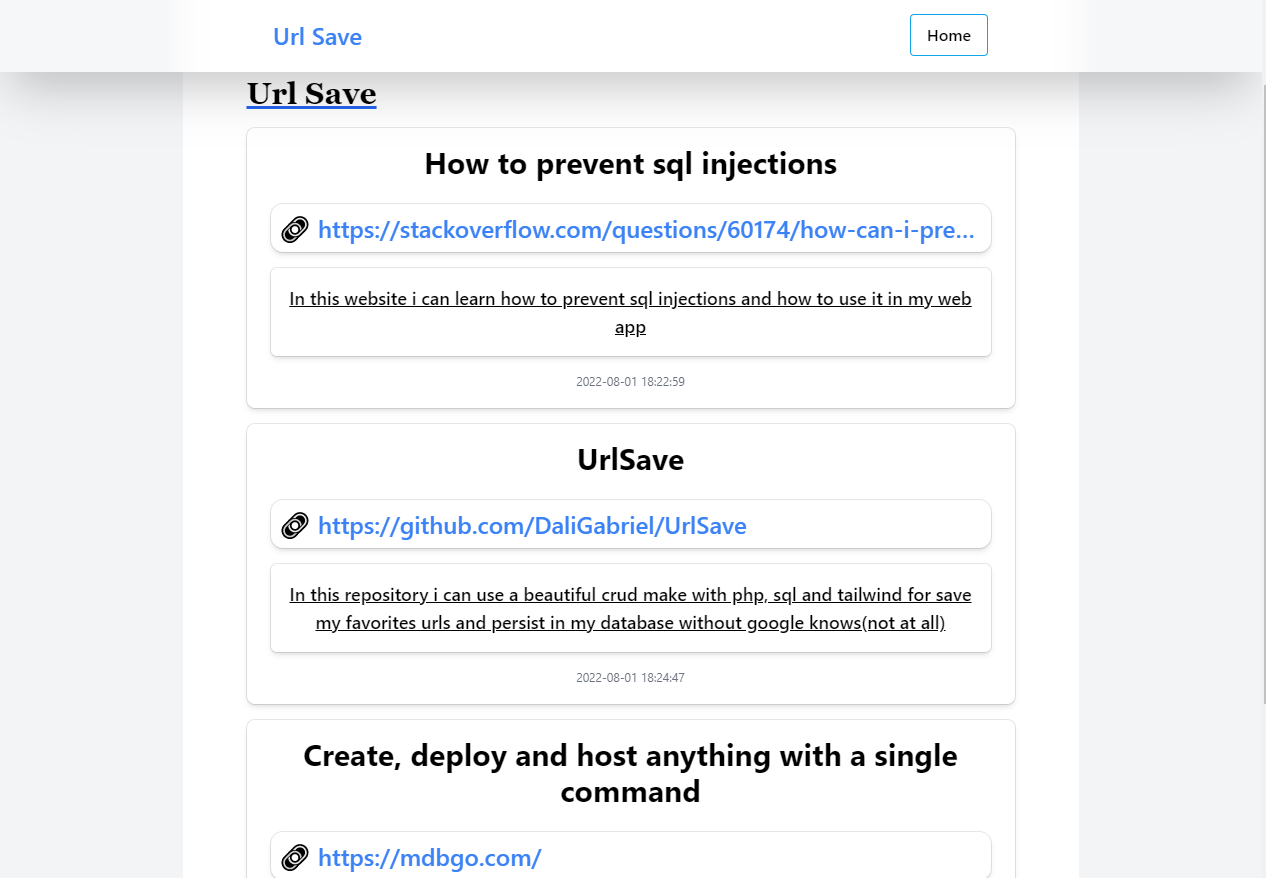 Url Save
Home
Url Save
How to prevent sql injections
https://stackoverflow.com/questions/60174/how-can-i-pre...
In this website i can learn how to prevent sql injections and how to use it in my web
app
2022-08-01 18:22:59
UrlSave
https://github.com/DaliGabriel/UrlSave
In this repository i can use a beautiful crud make with php, sql and tailwind for save
my favorites urls and persist in my database without google knows(not at all)
2022-08-01 18:24:47
Create, deploy and host anything with a single
command
https://mdbgo.com/